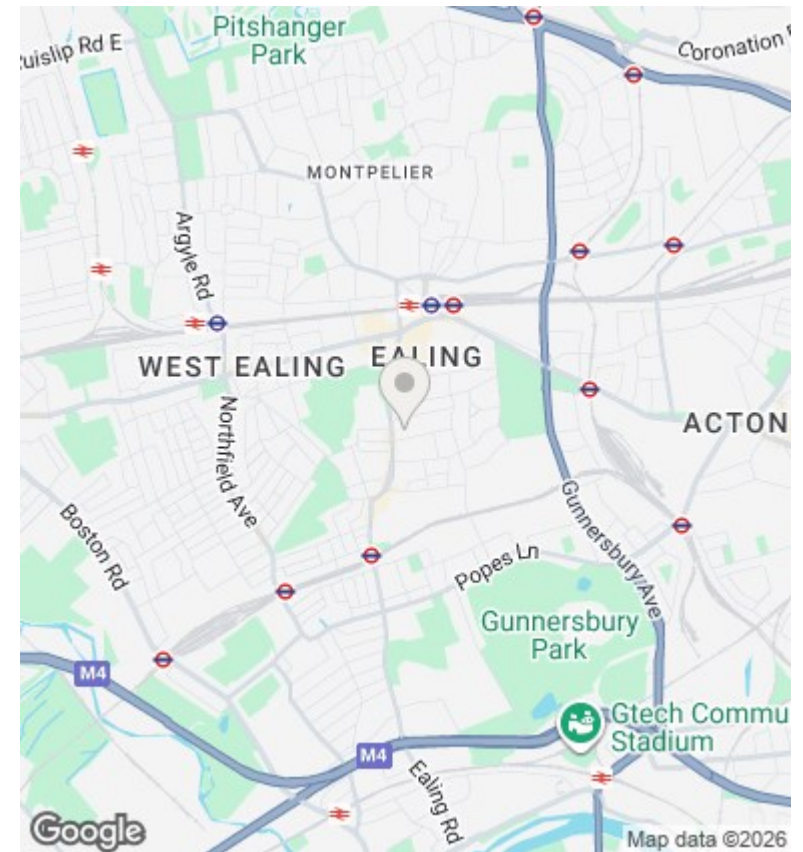 Pitshanger
Park
Ruislip Rd E
Coronation R
MONTPELIER
Argyle Rd
WEST EALING
EALING
Northfield Ave
ACTON
Boston Rd
Gunnersbury Ave
Popes Ln
Gunnersbury
Park
M4
Gtech Commu
Stadium
M4
Ealing Rd
Google
Map data ©2026